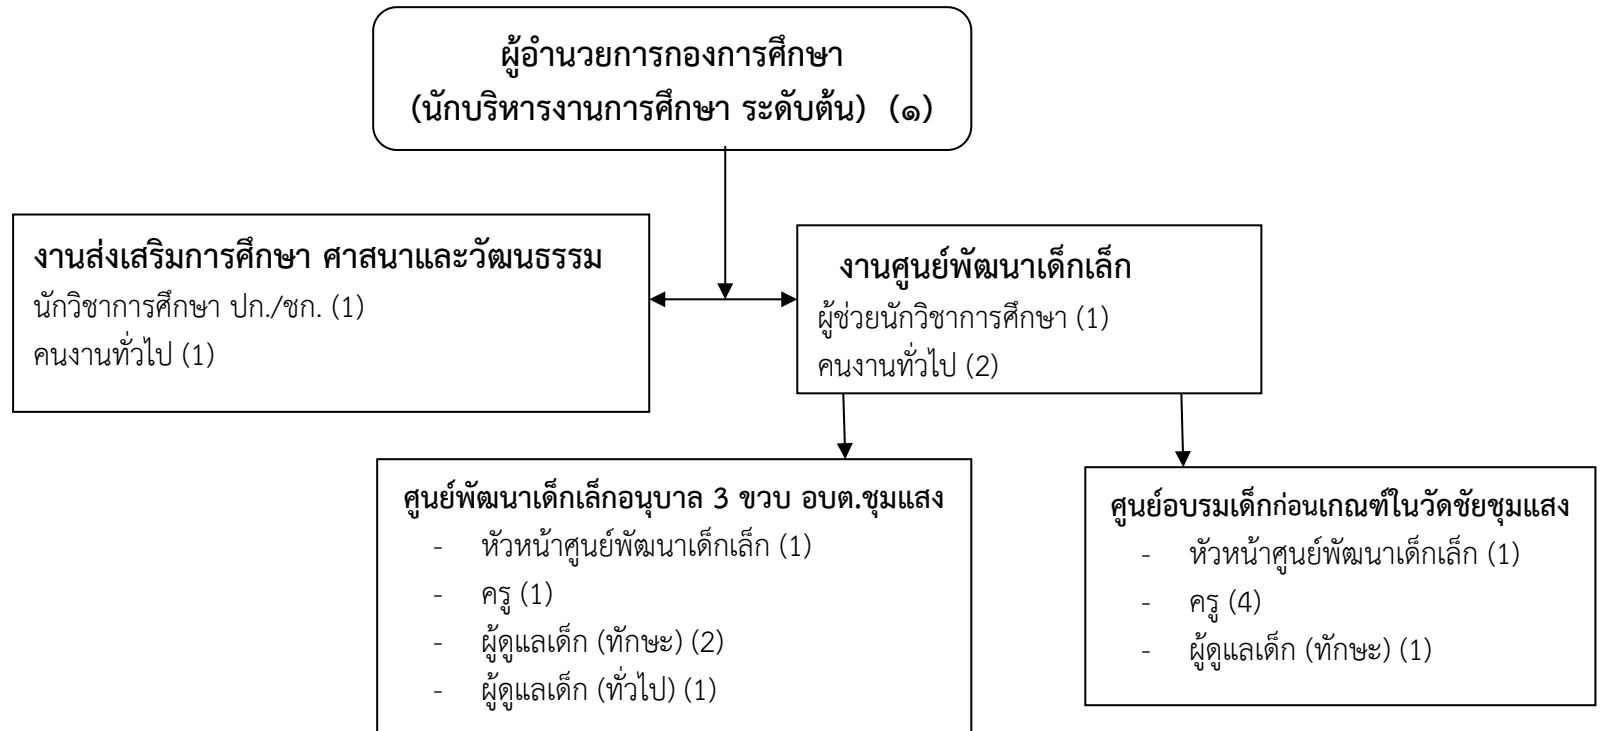 ผู้อำนวยการกองการศึกษา
(นักบริหารงานการศึกษา ระดับต้น) (๑)
งานส่งเสริมการศึกษา ศาสนาและวัฒนธรรม
นักวิชาการศึกษา ปก./ชก. (1)
คนงานทั่วไป (1)
งานศูนย์พัฒนาเด็กเล็ก
ผู้ช่วยนักวิชาการศึกษา (1)
คนงานทั่วไป (2)
ศูนย์พัฒนาเด็กเล็กอนุบาล 3 ขวบ อบต.ชุมแสง
- หัวหน้าศูนย์พัฒนาเด็กเล็ก (1)
- ครู (1)
- ผู้ดูแลเด็ก (ทักษะ) (2)
- ผู้ดูแลเด็ก (ทั่วไป) (1)
ศูนย์อบรมเด็กก่อนเกณฑ์ในวัดชัยชุมแสง
- หัวหน้าศูนย์พัฒนาเด็กเล็ก (1)
- ครู (4)
- ผู้ดูแลเด็ก (ทักษะ) (1)